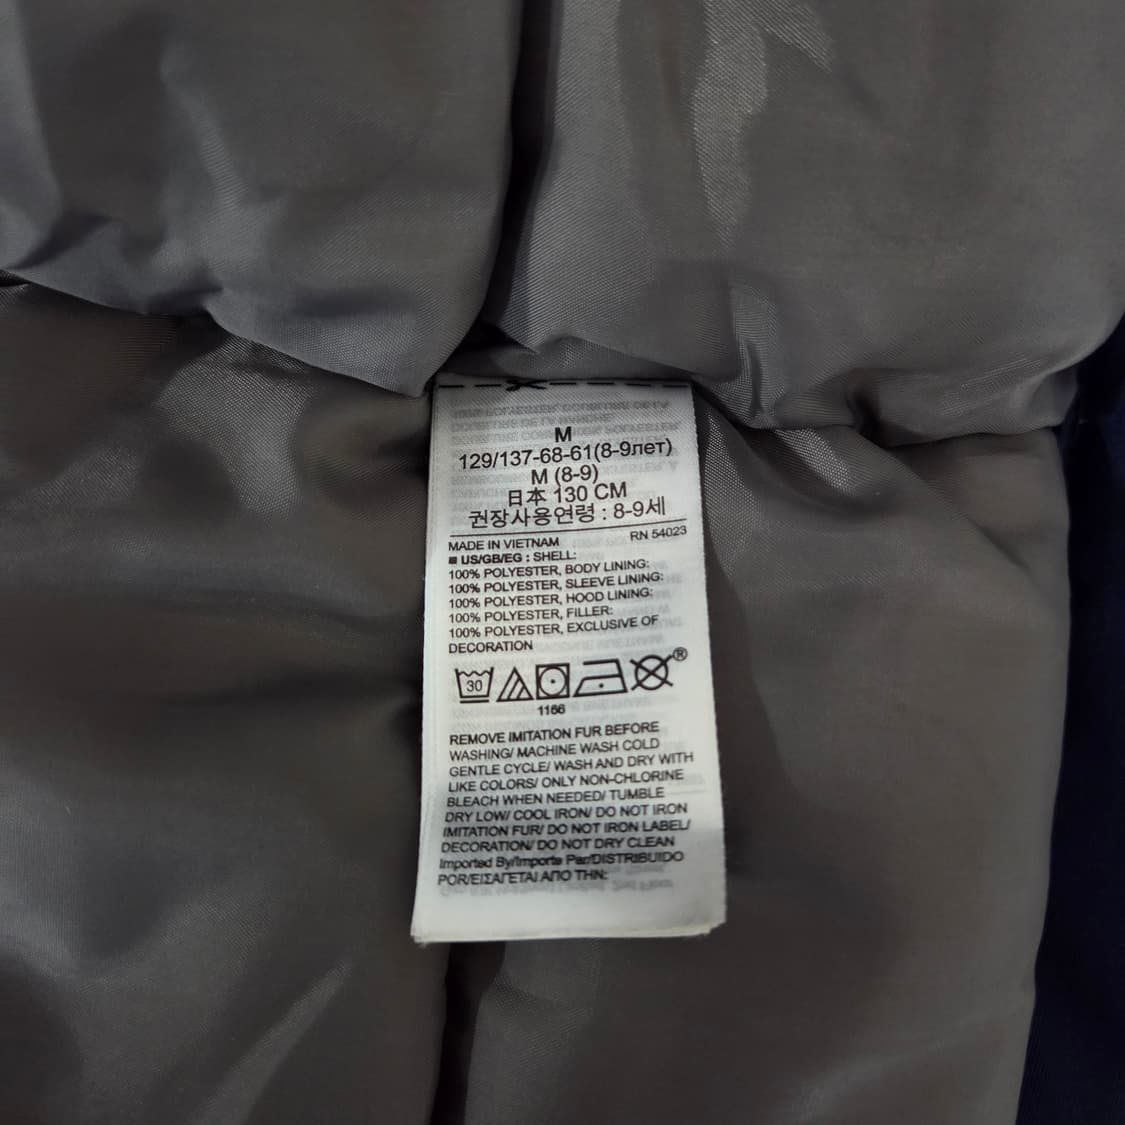 M
129/137-68-61(8-9лет)
M (8-9)
日本 130 CM
권장사용연령 : 8-9세
MADE IN VIETNAM RN 54023
■ US/GB/EG : SHELL:
100% POLYESTER, BODY LINING:
100% POLYESTER, SLEEVE LINING:
100% POLYESTER, HOOD LINING:
100% POLYESTER, FILLER:
100% POLYESTER, EXCLUSIVE OF
DECORATION
30 ®
1166
REMOVE IMITATION FUR BEFORE
WASHING/ MACHINE WASH COLD
GENTLE CYCLE/ WASH AND DRY WITH
LIKE COLORS/ ONLY NON-CHLORINE
BLEACH WHEN NEEDED/ TUMBLE
DRY LOW/ COOL IRON/ DO NOT IRON
IMITATION FUR/ DO NOT IRON LABEL/
DECORATION/ DO NOT DRY CLEAN
Imported By/Importe Par/DISTRIBUIDO
POR/ΕΙΣΑΓΕΤΑΙ ΑΠΟ ΤΗΝ: